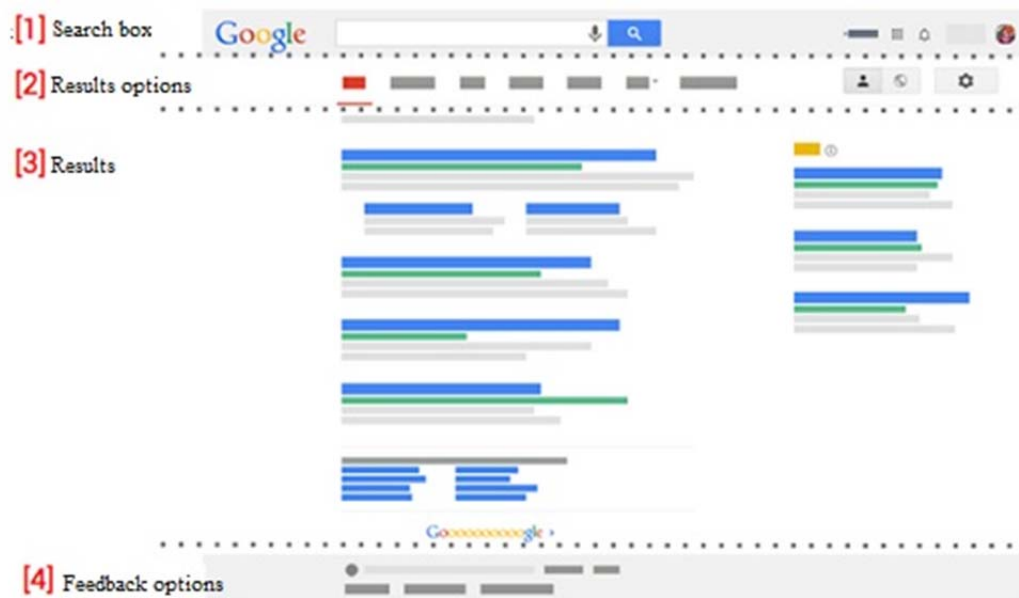 [1] Search box
Google
[2] Results options
[3] Results
Goooooooooogle ›
[4] Feedback options